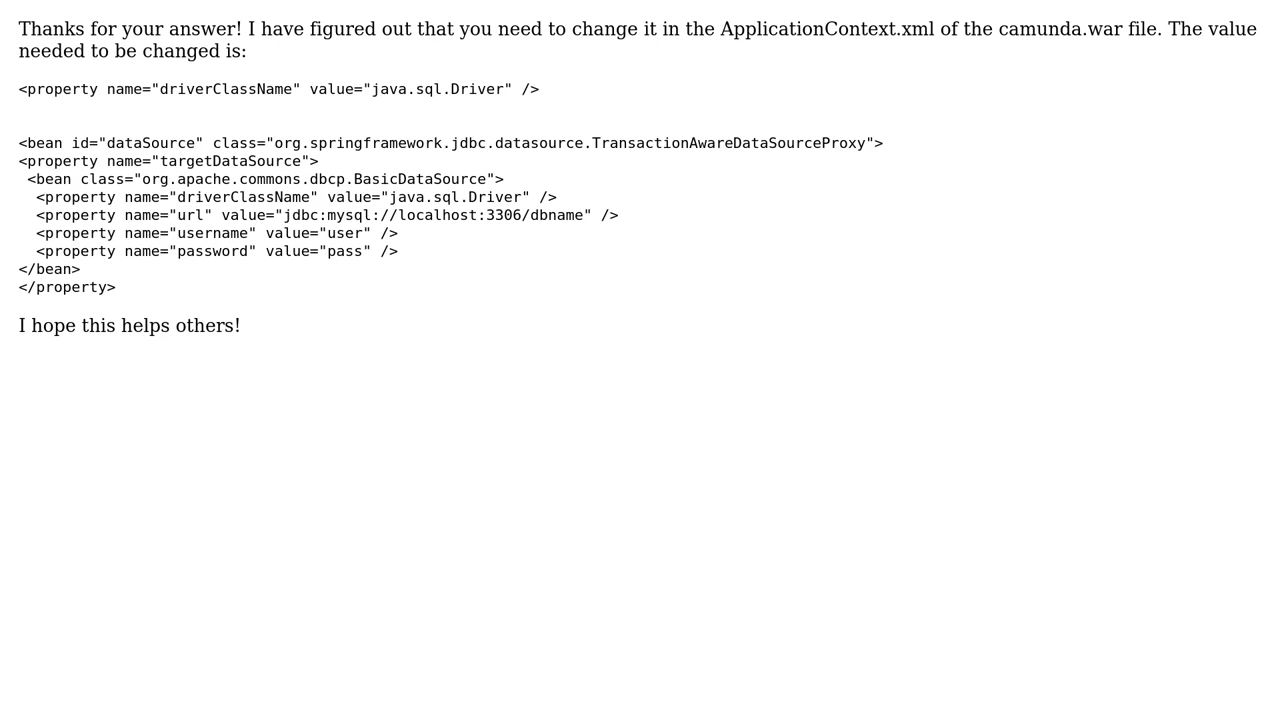 Thanks for your answer! I have figured out that you need to change it in the ApplicationContext.xml of the camunda.war file. The value
needed to be changed is:
<property name="driverClassName" value="java.sql.Driver" />
<bean id="dataSource" class="org.springframework.jdbc.datasource.TransactionAwareDataSourceProxy">
<property name="targetDataSource">
 <bean class="org.apache.commons.dbcp.BasicDataSource">
  <property name="driverClassName" value="java.sql.Driver" />
  <property name="url" value="jdbc:mysql://localhost:3306/dbname" />
  <property name="username" value="user" />
  <property name="password" value="pass" />
</bean>
</property>
I hope this helps others!